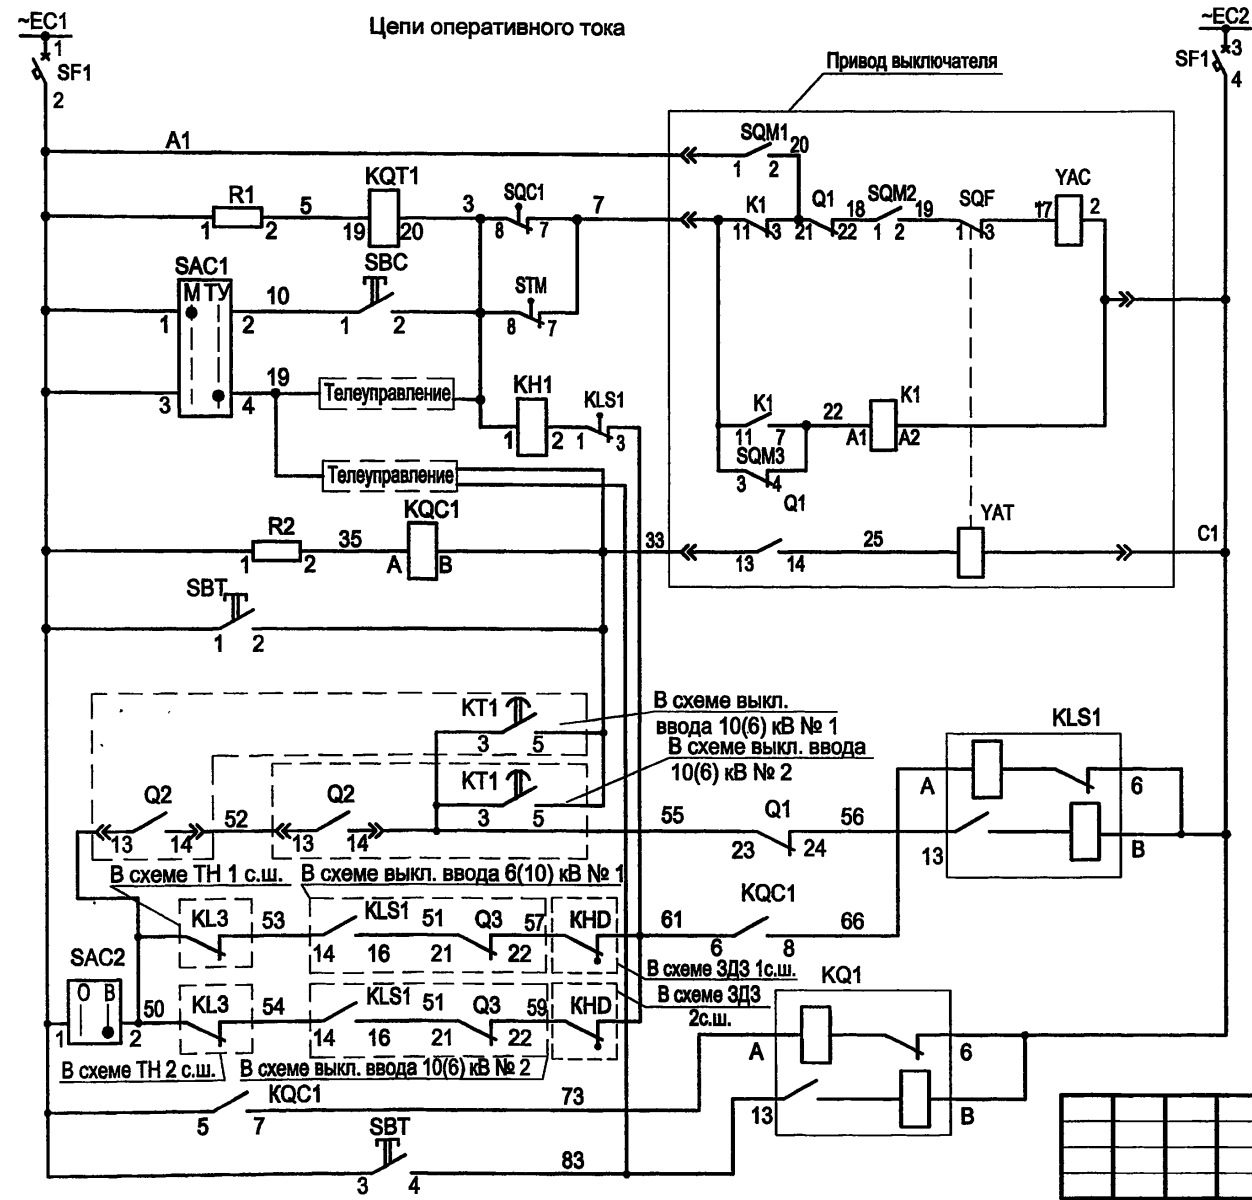 ~EC1
Цепи оперативного тока
~EC2
1
SF1
2
3
SF1
4
Привод выключателя
A1
SQM1
20
1 2
R1
1 2
5
KQT1
19 20
3
SQC1
8 7
7
K1
11 3
Q1
21 22
18
SQM2
1 2
19
SQF
1 3
17
YAC
2
SAC1
М ТУ
1 2
3 4
10
SBC
1 2
STM
8 7
19
Телеуправление
KH1
1 2
KLS1
1 3
K1
11 7
22
K1
A1 A2
SQM3
3 4
Телеуправление
Q1
13 14
R2
1 2
35
KQC1
A B
33
25
YAT
C1
SBT
1 2
KT1
3 5
В схеме выкл.
ввода 10(6) кВ № 1
KT1
3 5
В схеме выкл. ввода
10(6) кВ № 2
KLS1
A 6
13 B
Q2
13 14
52
Q2
13 14
55
Q1
23 24
56
В схеме ТН 1 с.ш.
В схеме выкл. ввода 6(10) кВ № 1
KL3
53
KLS1
14 16
51
Q3
21 22
57
KHD
61
KQC1
6 8
66
В схеме ЗДЗ 1с.ш.
SAC2
О В
1 2
50
KL3
54
KLS1
14 16
51
Q3
21 22
59
KHD
В схеме ЗДЗ
2с.ш.
KQ1
A 6
13 B
В схеме ТН 2 с.ш.
В схеме выкл. ввода 10(6) кВ № 2
KQC1
5 7
73
SBT
3 4
83